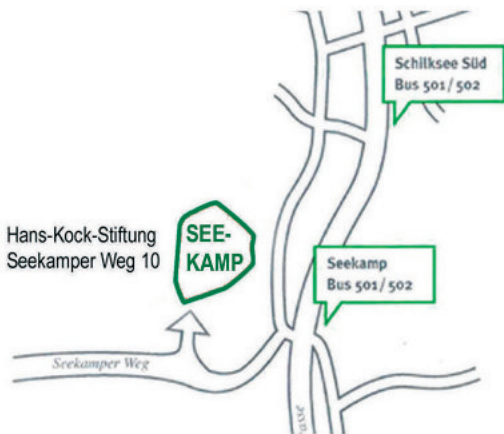 Schilksee Süd
Bus 501/502
Hans-Kock-Stiftung
Seekamper Weg 10
SEE-
KAMP
Seekamp
Bus 501/502
Seekamper Weg
asse